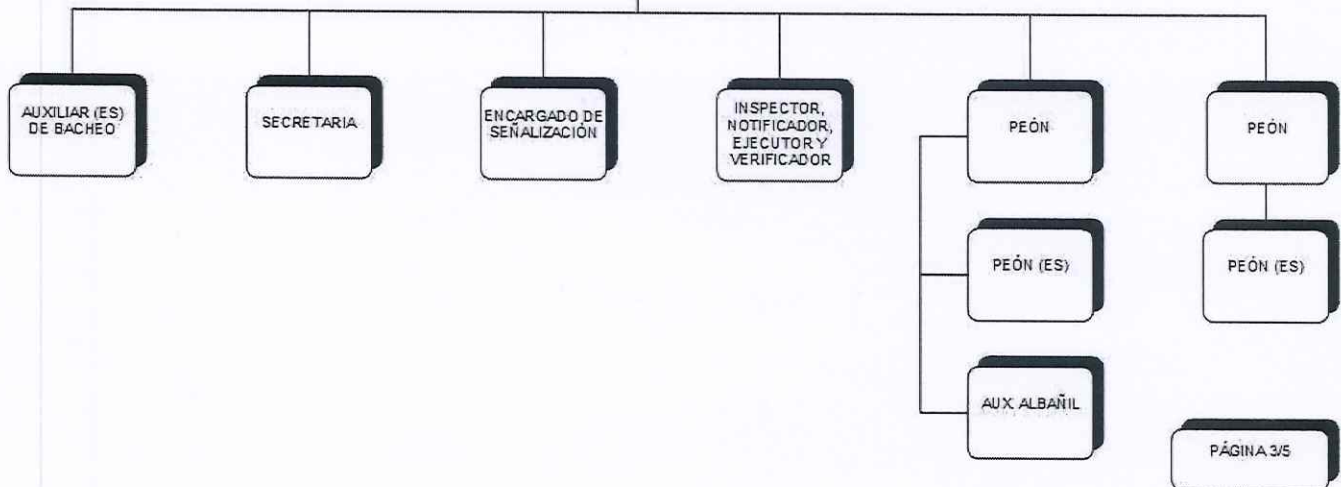 AUXILIAR (ES)
DE BACHEO
SECRETARIA
ENCARGADO DE
SEÑALIZACIÓN
INSPECTOR,
NOTIFICADOR,
EJECUTOR Y
VERIFICADOR
PEÓN
PEÓN
PEÓN (ES)
PEÓN (ES)
AUX. ALBAÑIL
PÁGINA 3/5